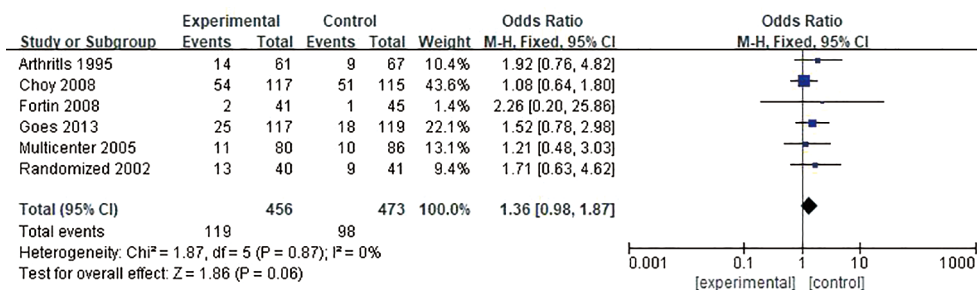 Experimental Control Odds Ratio Odds Ratio
Study or Subgroup Events Total Events Total Weight M-H, Fixed, 95% CI M-H, Fixed, 95% CI
Arthritls 1995 14 61 9 67 10.4% 1.92 [0.76, 4.82]
Choy 2008 54 117 51 115 43.6% 1.08 [0.64, 1.80]
Fortin 2008 2 41 1 45 1.4% 2.26 [0.20, 25.86]
Goes 2013 25 117 18 119 22.1% 1.52 [0.78, 2.98]
Multicenter 2005 11 80 10 86 13.1% 1.21 [0.48, 3.03]
Randomized 2002 13 40 9 41 9.4% 1.71 [0.63, 4.62]
Total (95% CI) 456 473 100.0% 1.36 [0.98, 1.87]
Total events 119 98
Heterogeneity: Chi² = 1.87, df = 5 (P = 0.87); I² = 0%
Test for overall effect: Z = 1.86 (P = 0.06)
0.001 0.1 1 10 1000
[experimental] [control]